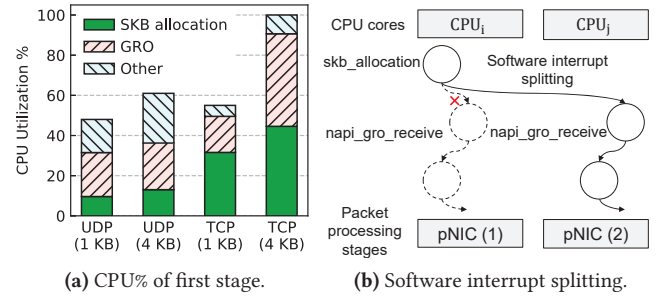 SKB allocation
GRO
Other
CPU Utilization %
100
80
60
40
20
0
UDP
(1 KB)
UDP
(4 KB)
TCP
(1 KB)
TCP
(4 KB)
(a) CPU% of first stage.
CPU cores
CPUi
CPUj
skb_allocation
Software interrupt
splitting
napi_gro_receive
napi_gro_receive
Packet
processing
stages
pNIC (1)
pNIC (2)
(b) Software interrupt splitting.